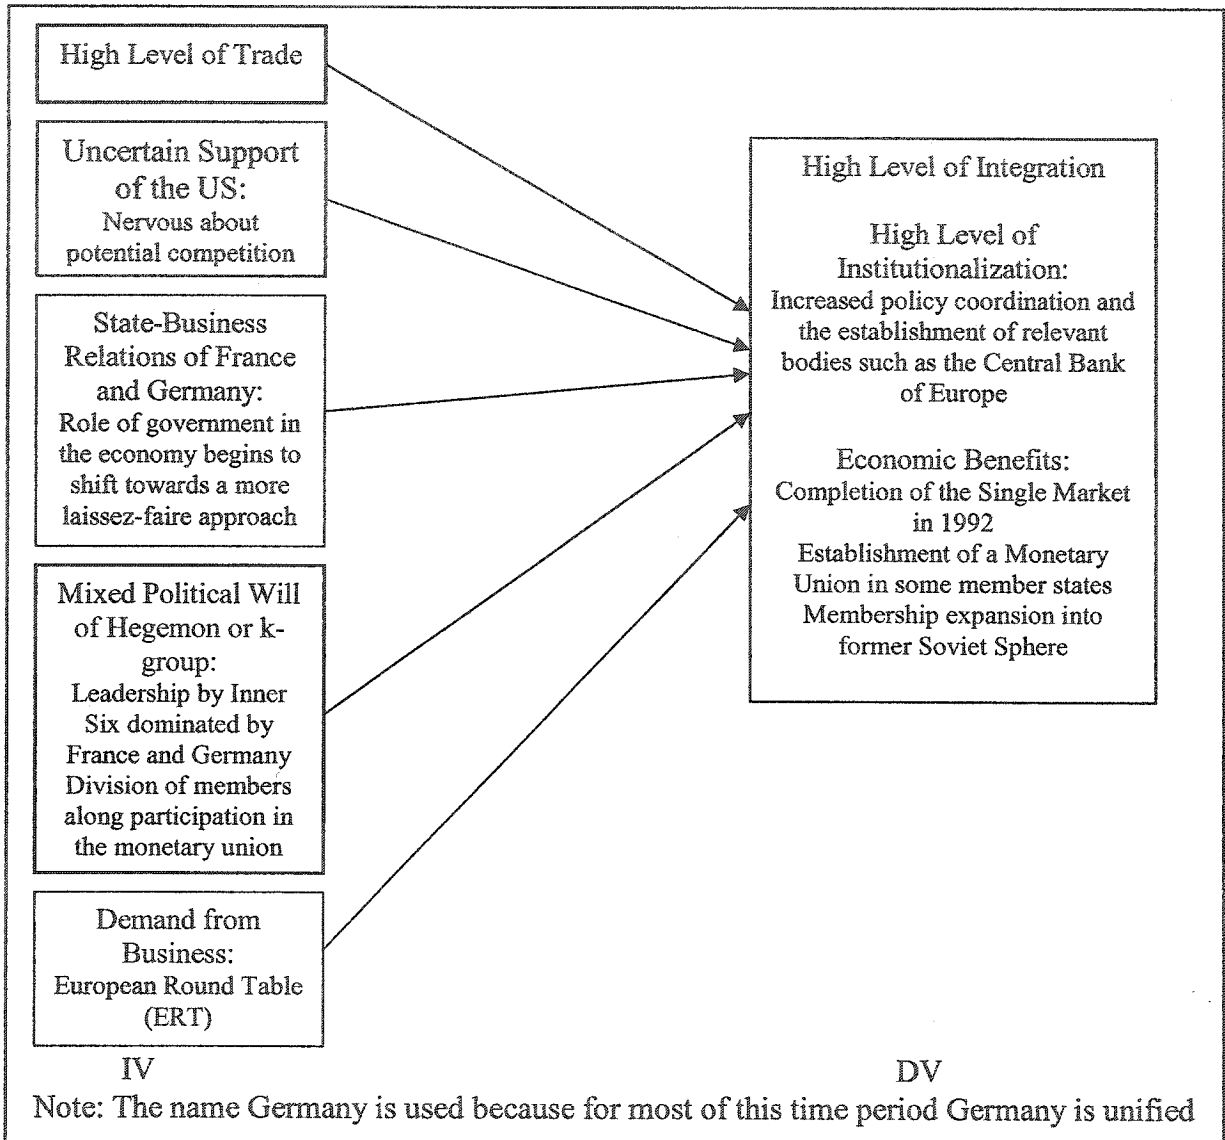 High Level of Trade
Uncertain Support
of the US:
Nervous about
potential competition
State-Business
Relations of France
and Germany:
Role of government in
the economy begins to
shift towards a more
laissez-faire approach
Mixed Political Will
of Hegemon or k-
group:
Leadership by Inner
Six dominated by
France and Germany
Division of members
along participation in
the monetary union
Demand from
Business:
European Round Table
(ERT)
IV
High Level of Integration
High Level of
Institutionalization:
Increased policy coordination and
the establishment of relevant
bodies such as the Central Bank
of Europe
Economic Benefits:
Completion of the Single Market
in 1992
Establishment of a Monetary
Union in some member states
Membership expansion into
former Soviet Sphere
DV
Note: The name Germany is used because for most of this time period Germany is unified